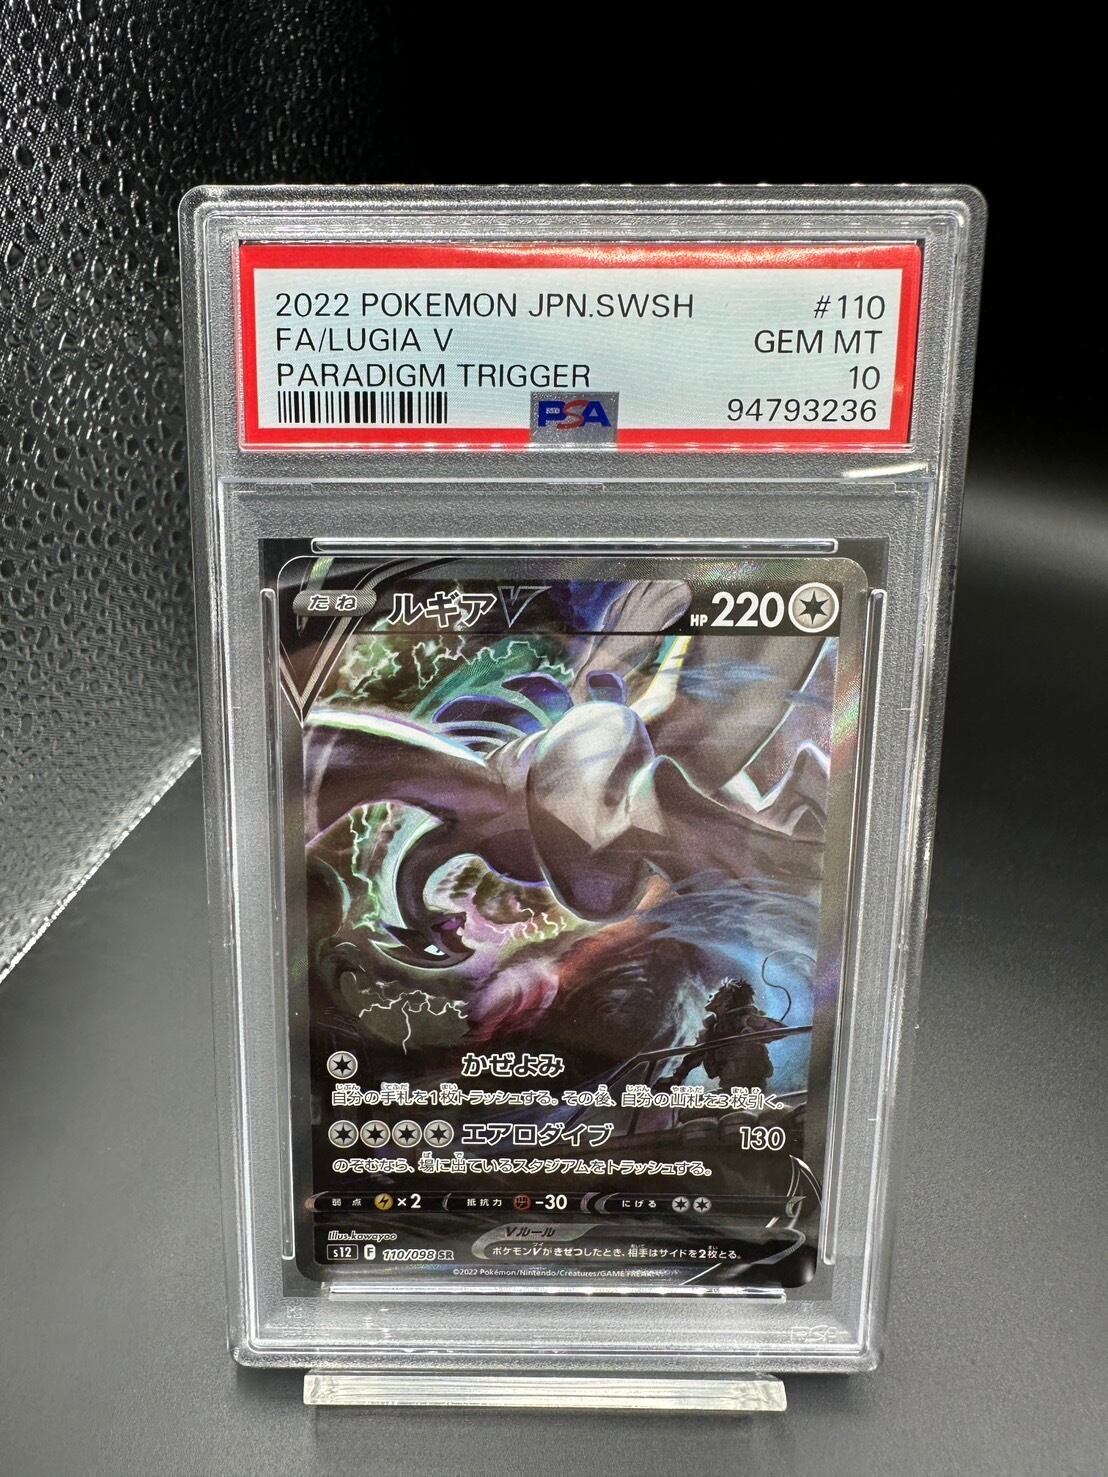 2022 POKEMON JPN.SWSH #110
FA/LUGIA V GEM MT
PARADIGM TRIGGER 10
PSA 94793236
たね ルギアV HP 220
かぜよみ
自分の手札を1枚トラッシュする。その後、自分の山札を3枚引く。
エアロダイブ 130
のぞむなら、場に出ているスタジアムをトラッシュする。
弱点 ×2 抵抗力 -30 にげる
Illus.kawayoo Vルール
s12 F 110/098 SR ポケモンVがきぜつしたとき、相手はサイドを2枚とる。
©2022 Pokémon/Nintendo/Creatures/GAME FREAK.
PSA